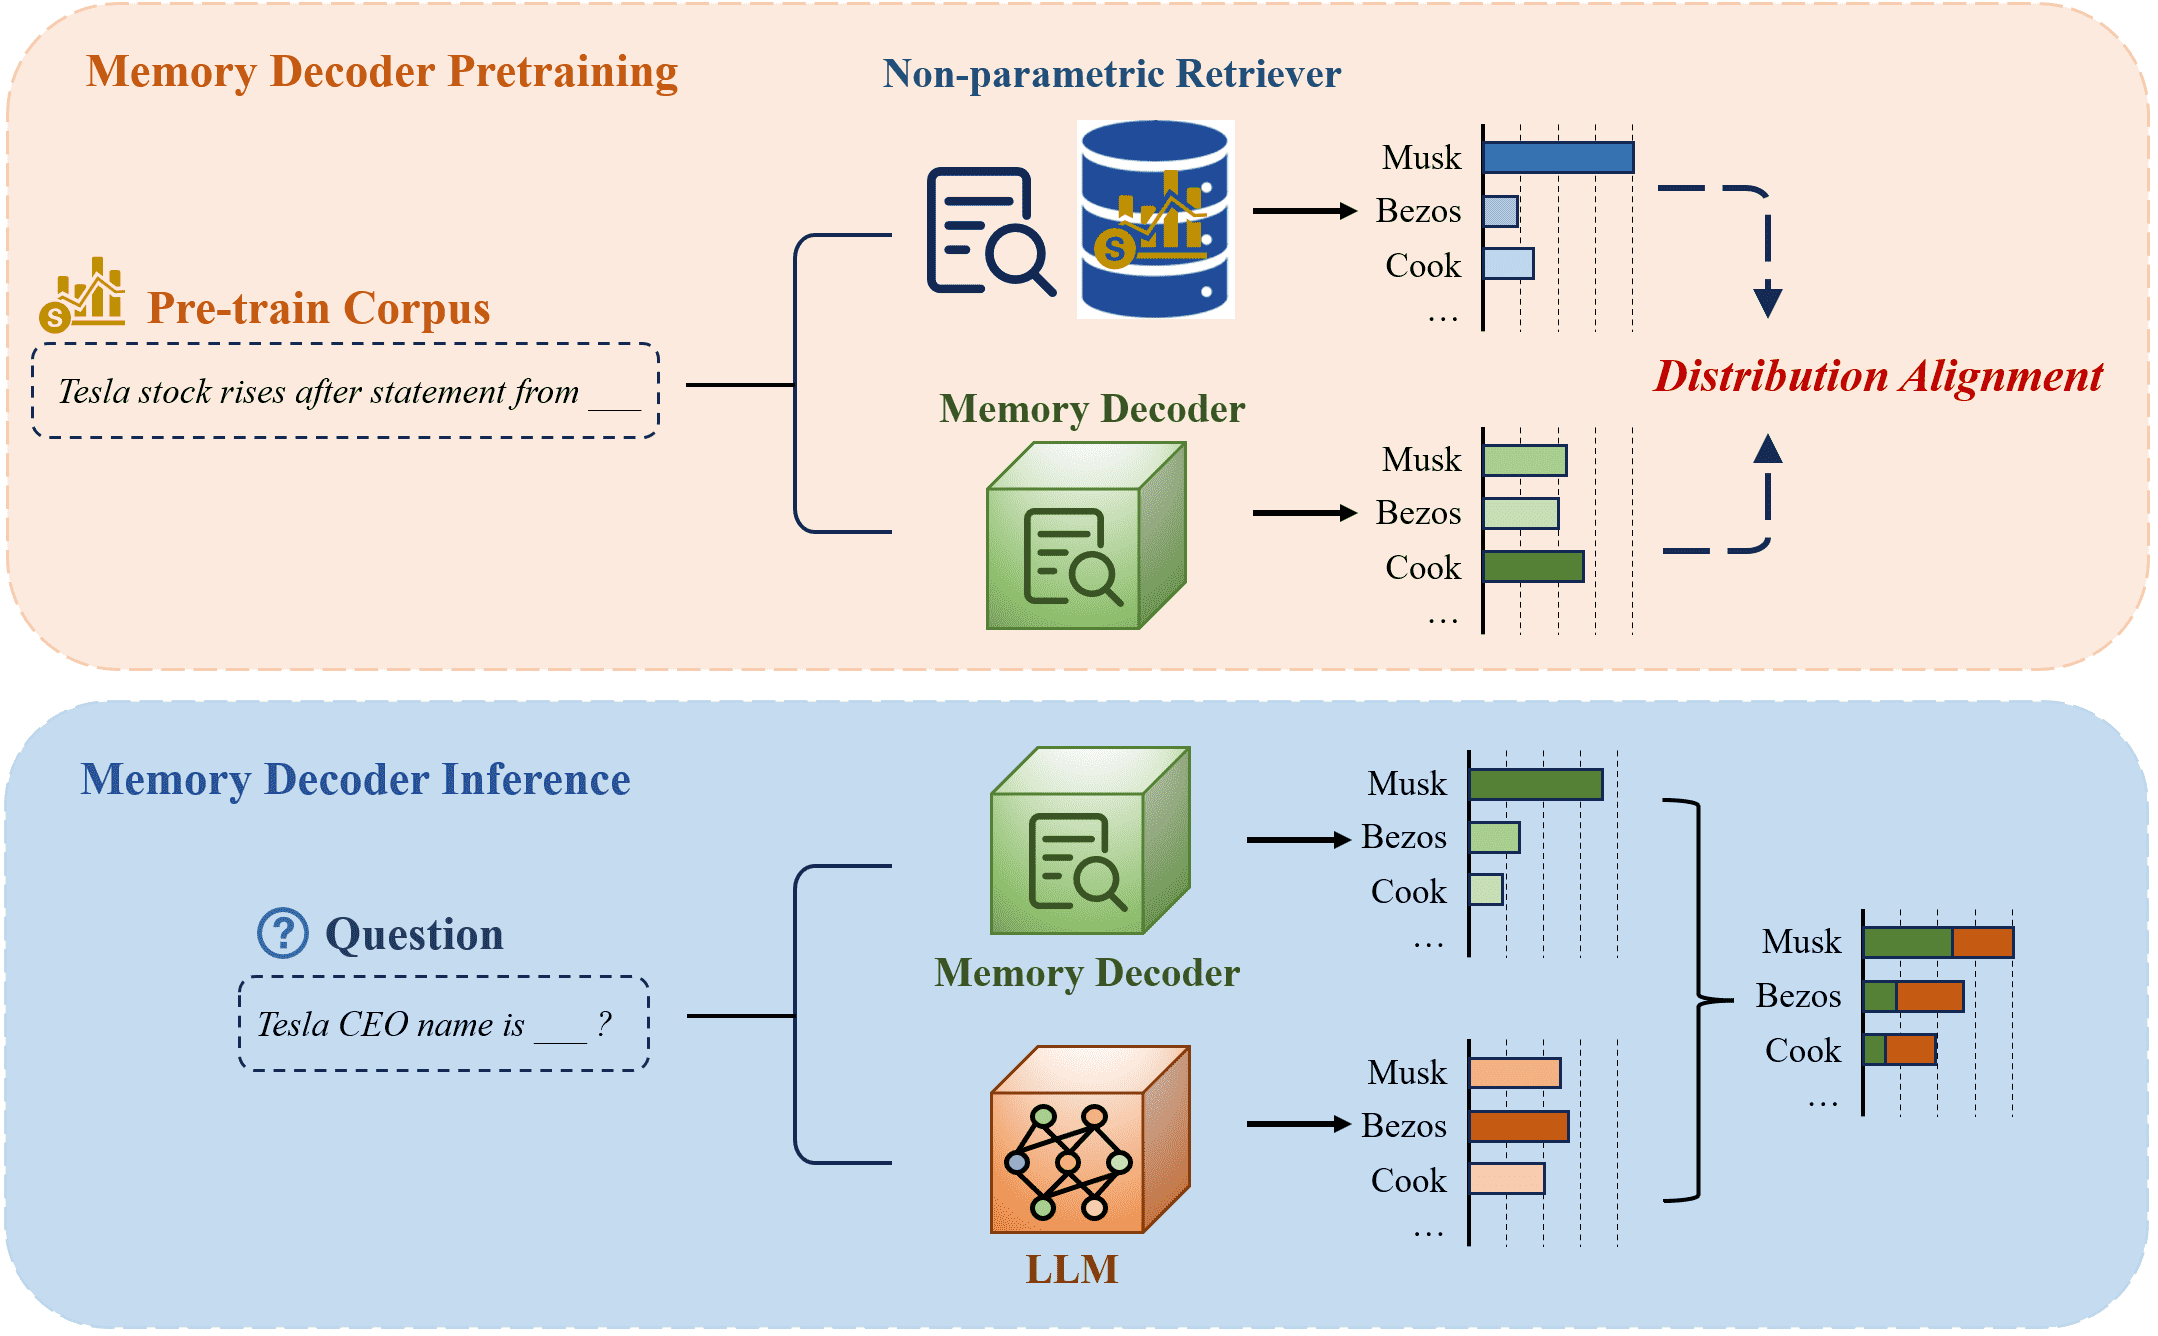 Memory Decoder Pretraining
Non-parametric Retriever
Musk
Bezos
Cook
...
S
S
Pre-train Corpus
Tesla stock rises after statement from ___
Distribution Alignment
Memory Decoder
Musk
Bezos
Cook
...
Memory Decoder Inference
Musk
Bezos
Cook
...
Memory Decoder
? Question
Tesla CEO name is ___ ?
Musk
Bezos
Cook
...
LLM
Musk
Bezos
Cook
...